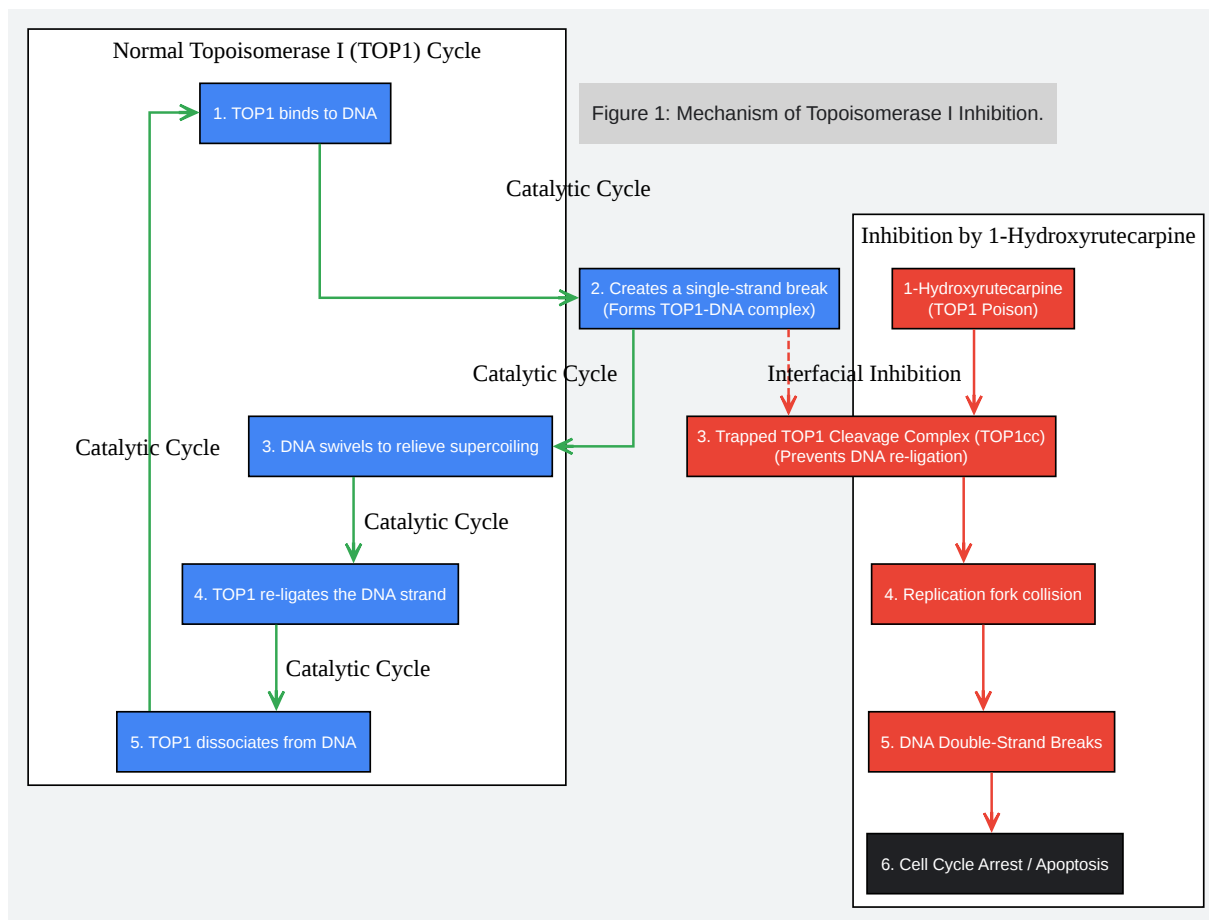 Normal Topoisomerase I (TOP1) Cycle
1. TOP1 binds to DNA
Figure 1: Mechanism of Topoisomerase I Inhibition.
Catalytic Cycle
Inhibition by 1-Hydroxyrutecarpine
2. Creates a single-strand break
(Forms TOP1-DNA complex)
1-Hydroxyrutecarpine
(TOP1 Poison)
Catalytic Cycle
Interfacial Inhibition
Catalytic Cycle
3. DNA swivels to relieve supercoiling
3. Trapped TOP1 Cleavage Complex (TOP1cc)
(Prevents DNA re-ligation)
Catalytic Cycle
4. TOP1 re-ligates the DNA strand
4. Replication fork collision
Catalytic Cycle
5. TOP1 dissociates from DNA
5. DNA Double-Strand Breaks
6. Cell Cycle Arrest / Apoptosis